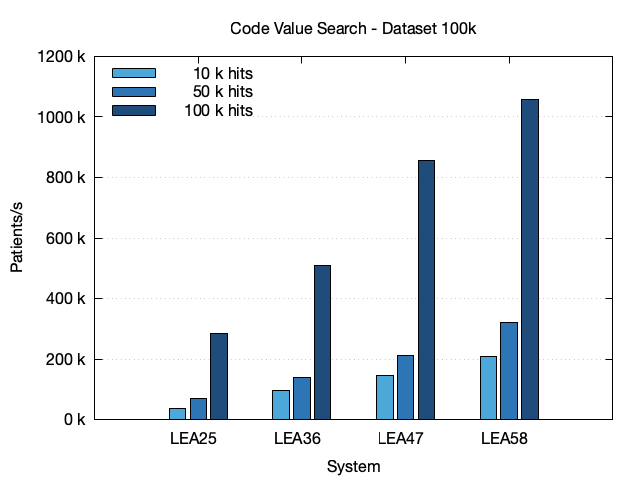 Code Value Search - Dataset 100k
1200 k
1000 k
800 k
600 k
400 k
200 k
0 k
Patients/s
10 k hits
50 k hits
100 k hits
LEA25 LEA36 LEA47 LEA58
System